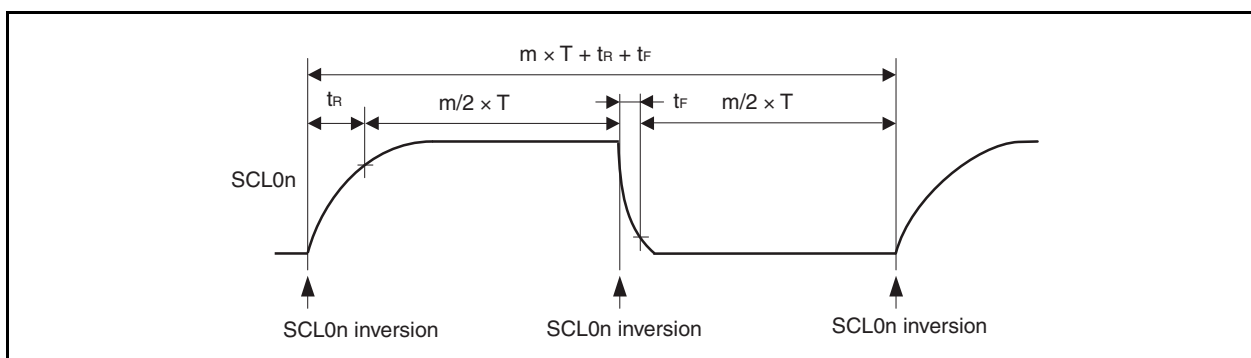 m × T + tR + tF
tR
m/2 × T
tF
m/2 × T
SCL0n
SCL0n inversion
SCL0n inversion
SCL0n inversion